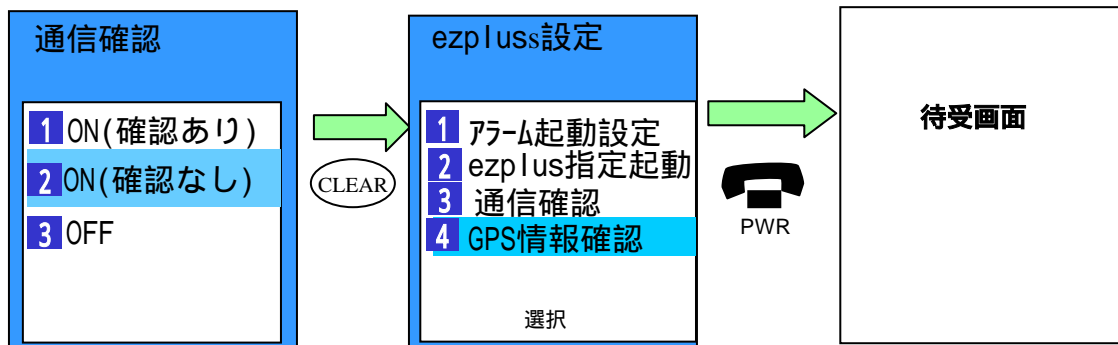 通信確認
1 ON(確認あり)
2 ON(確認なし)
3 OFF
CLEAR
ezpluss設定
1 ｱﾗｰﾑ起動設定
2 ezplus指定起動
3 通信確認
4 GPS情報確認
選択
PWR
待受画面